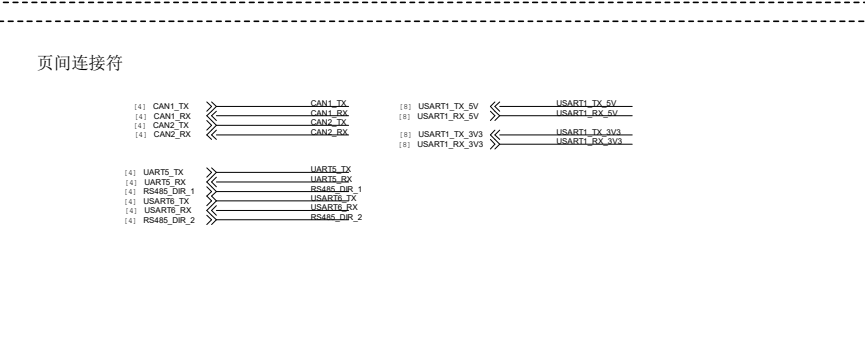 页间连接符
[4] CAN1_TX CAN1_TX
[4] CAN1_RX CAN1_RX
[4] CAN2_TX CAN2_TX
[4] CAN2_RX CAN2_RX
[8] USART1_TX_5V USART1_TX_5V
[8] USART1_RX_5V USART1_RX_5V
[8] USART1_TX_3V3 USART1_TX_3V3
[8] USART1_RX_3V3 USART1_RX_3V3
[4] UART5_TX UART5_TX
[4] UART5_RX UART5_RX
[4] RS485_DIR_1 RS485_DIR_1
[4] USART6_TX USART6_TX
[4] USART6_RX USART6_RX
[4] RS485_DIR_2 RS485_DIR_2